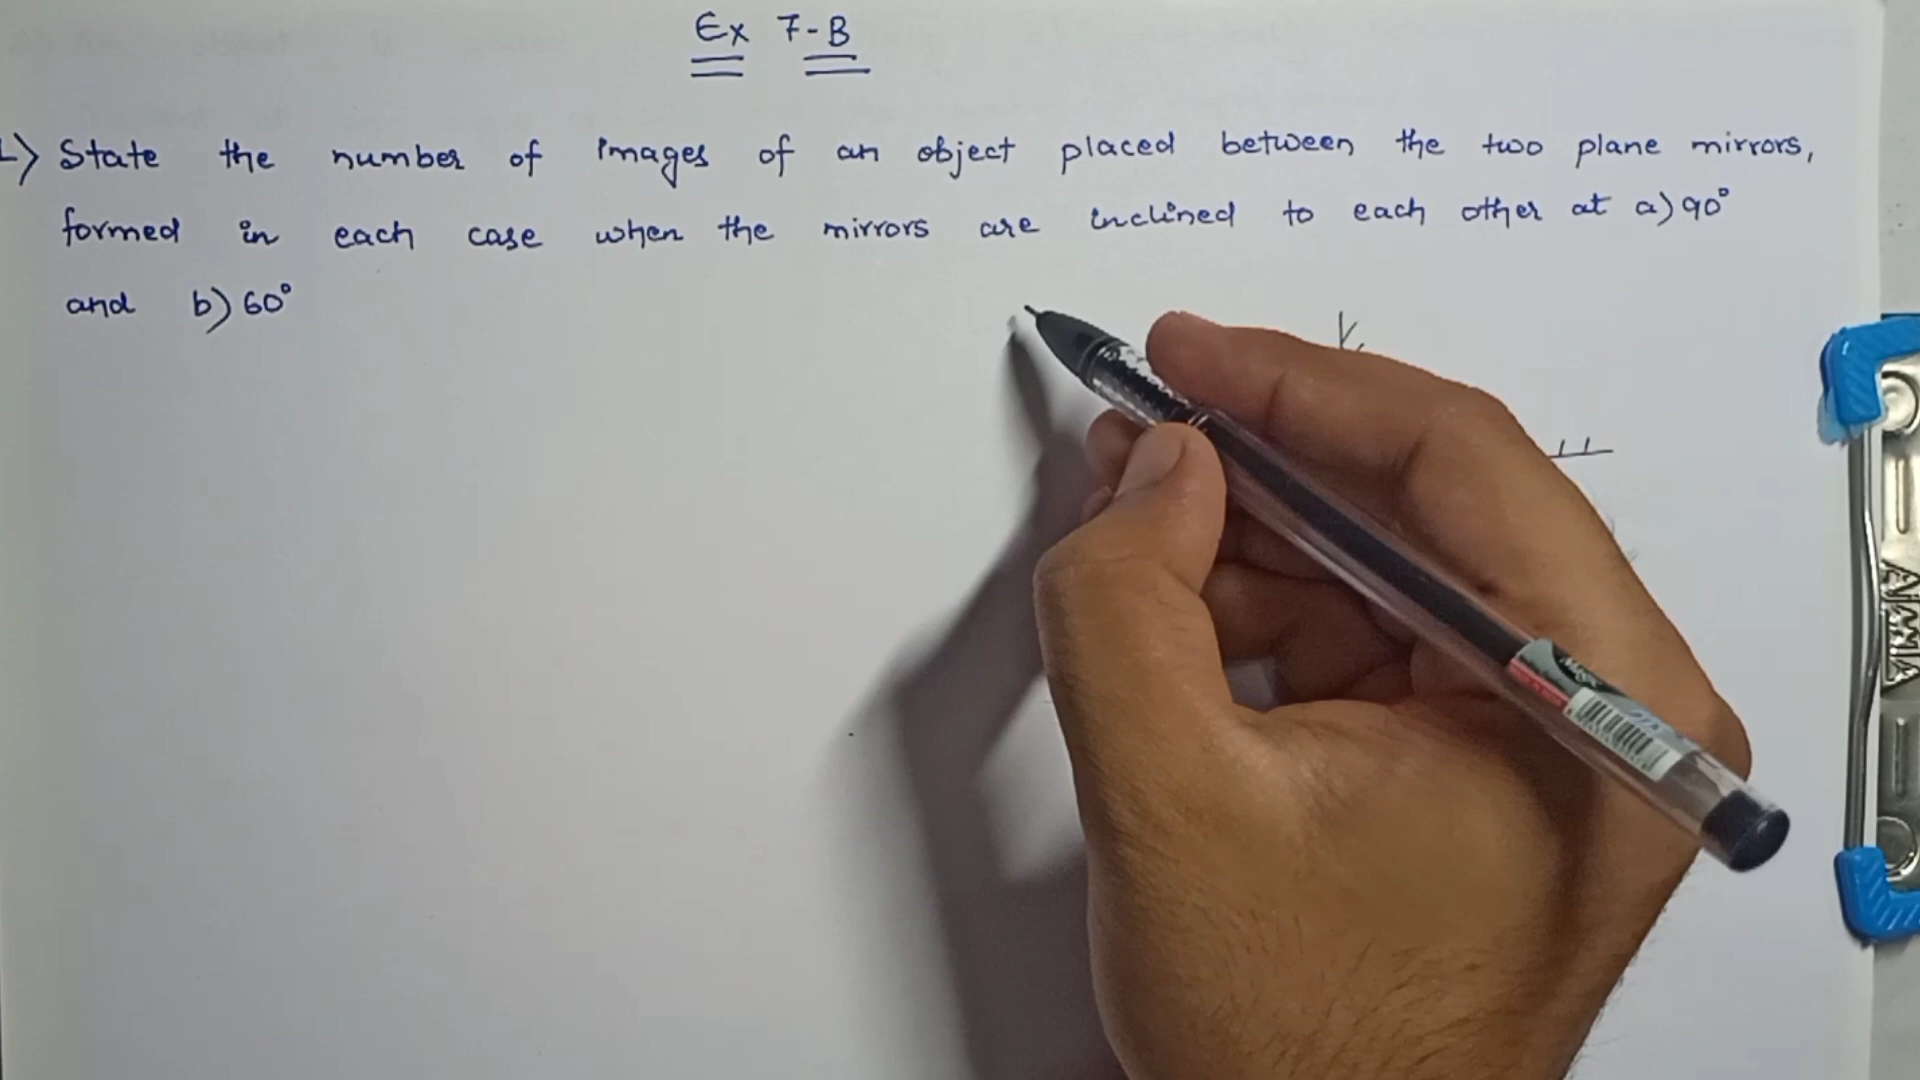 Ex 7-B
1) State the number of images of an object placed between the two plane mirrors,
formed in each case when the mirrors are inclined to each other at a) 90°
and b) 60°